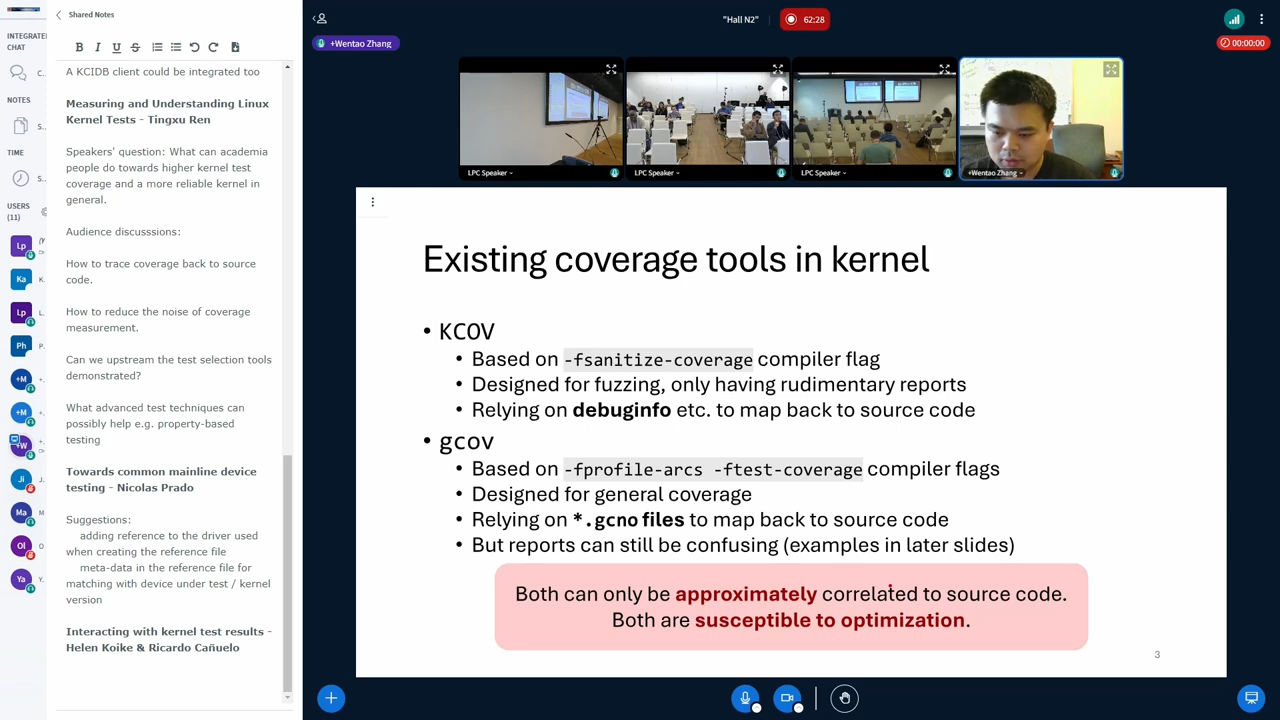 Shared Notes
INTEGRATE
CHAT
C..
NOTES
S..
TIME
S..
USERS
(11)
Lp
Ka
K.
Lp
L.
Ph
P.
+M
+M
+W
Ji
J.
Ma
M
Ol
O
Ya
Y.
B I U S
A KCIDB client could be integrated too
Measuring and Understanding Linux
Kernel Tests - Tingxu Ren
Speakers' question: What can academia
people do towards higher kernel test
coverage and a more reliable kernel in
general.
Audience discusssions:
How to trace coverage back to source
code.
How to reduce the noise of coverage
measurement.
Can we upstream the test selection tools
demonstrated?
What advanced test techniques can
possibly help e.g. property-based
testing
Towards common mainline device
testing - Nicolas Prado
Suggestions:
adding reference to the driver used
when creating the reference file
meta-data in the reference file for
matching with device under test / kernel
version
Interacting with kernel test results -
Helen Koike & Ricardo Cañuelo
"Hall N2"
62:28
+Wentao Zhang
00:00:00
LPC Speaker
LPC Speaker
LPC Speaker
+Wentao Zhang
Existing coverage tools in kernel
• KCOV
• Based on -fsanitize-coverage compiler flag
• Designed for fuzzing, only having rudimentary reports
• Relying on debuginfo etc. to map back to source code
• gcov
• Based on -fprofile-arcs -ftest-coverage compiler flags
• Designed for general coverage
• Relying on *.gcno files to map back to source code
• But reports can still be confusing (examples in later slides)
Both can only be approximately correlated to source code.
Both are susceptible to optimization.
3